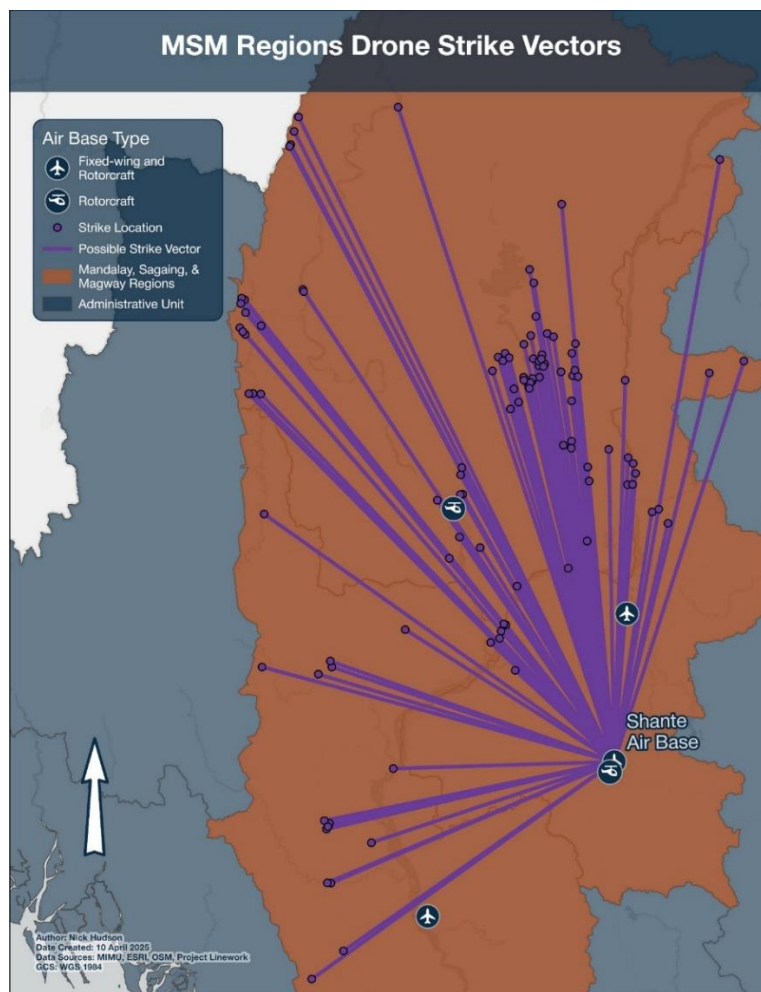 MSM Regions Drone Strike Vectors
Air Base Type
Fixed-wing and
Rotorcraft
Rotorcraft
Strike Location
Possible Strike Vector
Mandalay, Sagaing, &
Magway Regions
Administrative Unit
Shante
Air Base
Author: Nick Hudson
Date Created: 10 April 2025
Data Sources: MIMU, ESRI, OSM, Project Linework
GCS: WGS 1984